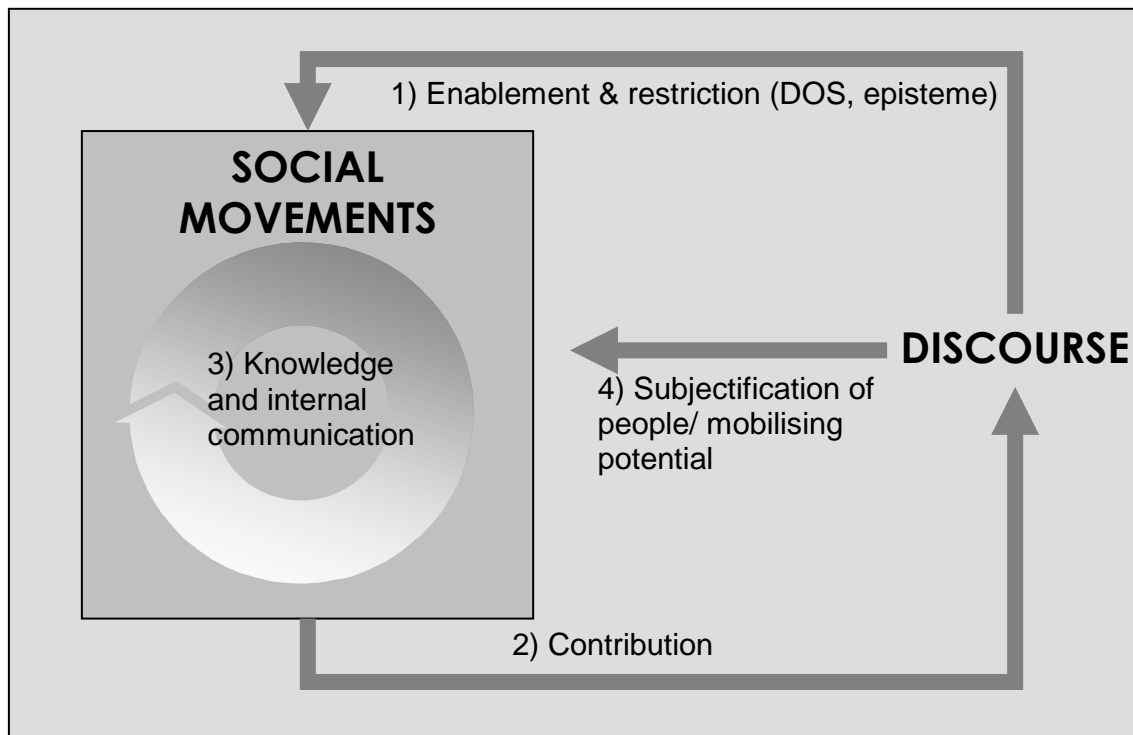 1) Enablement & restriction (DOS, episteme)
SOCIAL
MOVEMENTS
3) Knowledge
and internal
communication
DISCOURSE
4) Subjectification of
people/ mobilising
potential
2) Contribution